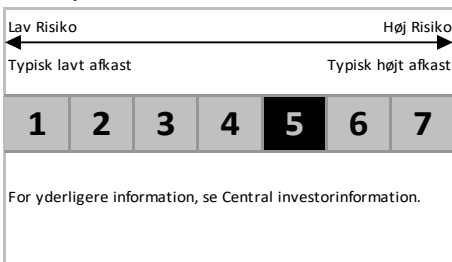 Lav Risiko Høj Risiko
Typisk lavt afkast Typisk højt afkast
1 2 3 4 5 6 7
For yderligere information, se Central investorinformation.